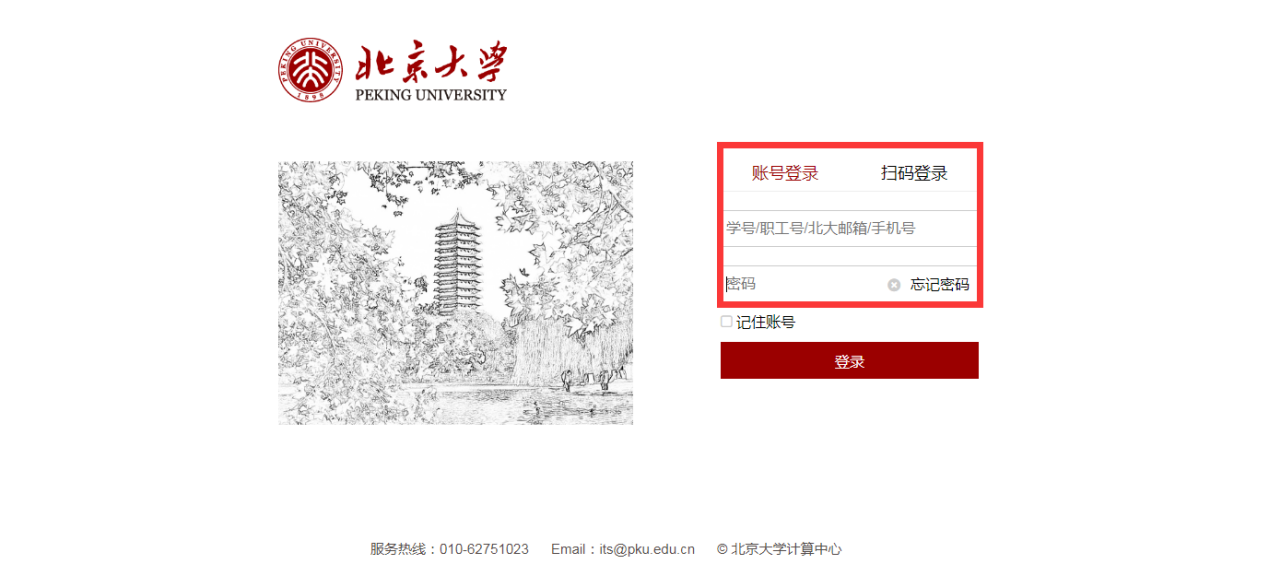 PEKING UNIVERSITY
1898
北京大学
PEKING UNIVERSITY
账号登录 扫码登录
学号/职工号/北大邮箱/手机号
密码 忘记密码
记住账号
登录
服务热线：010-62751023 Email：its@pku.edu.cn © 北京大学计算中心